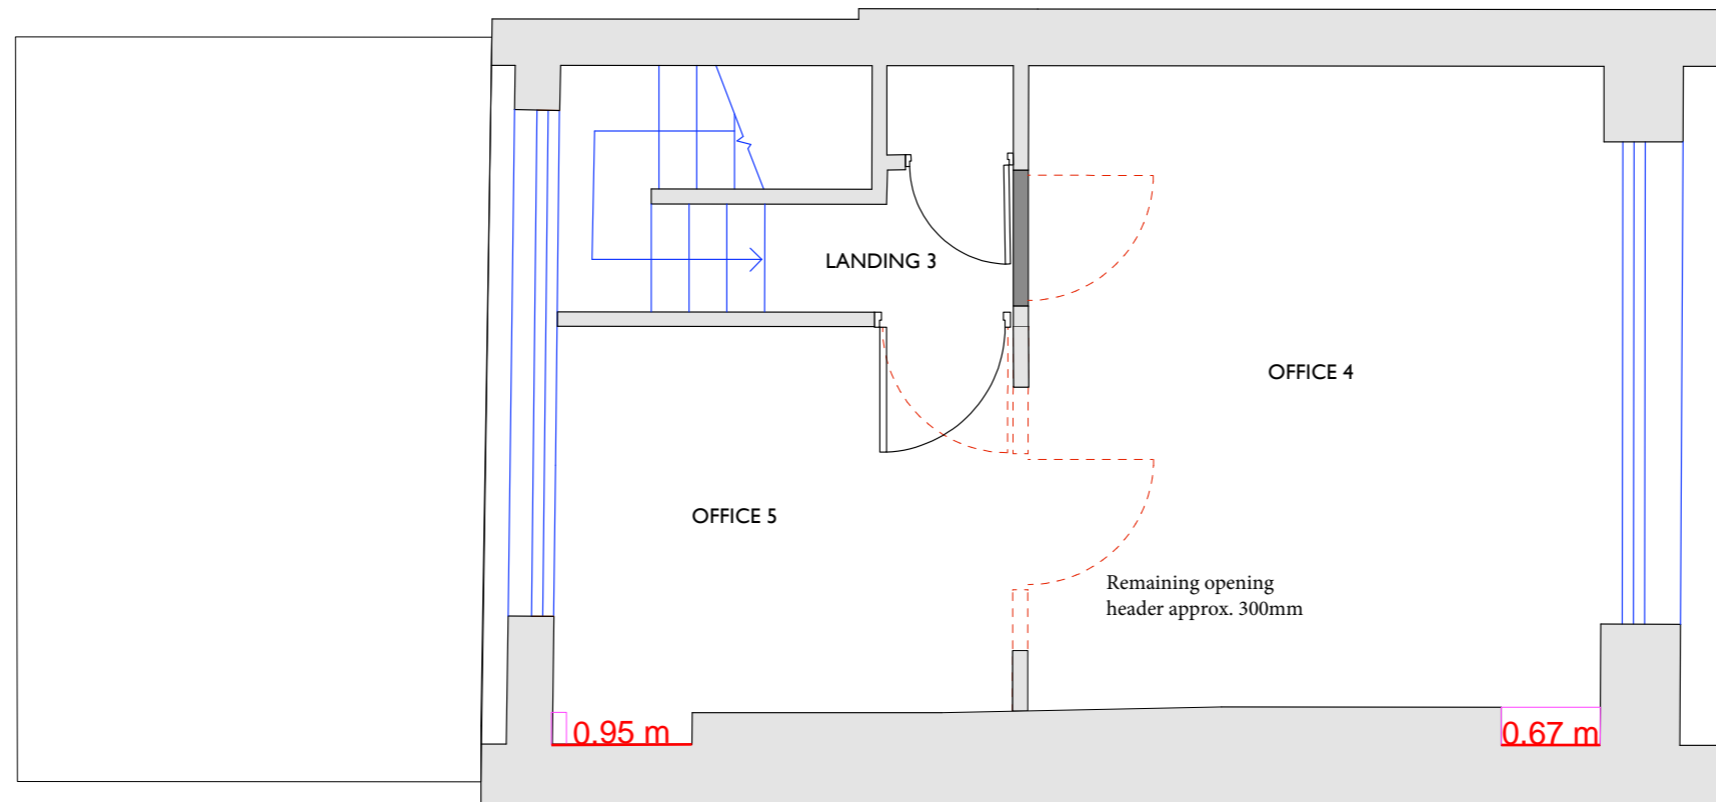 LANDING 3
OFFICE 4
OFFICE 5
Remaining opening
header approx. 300mm
0.95 m
0.67 m